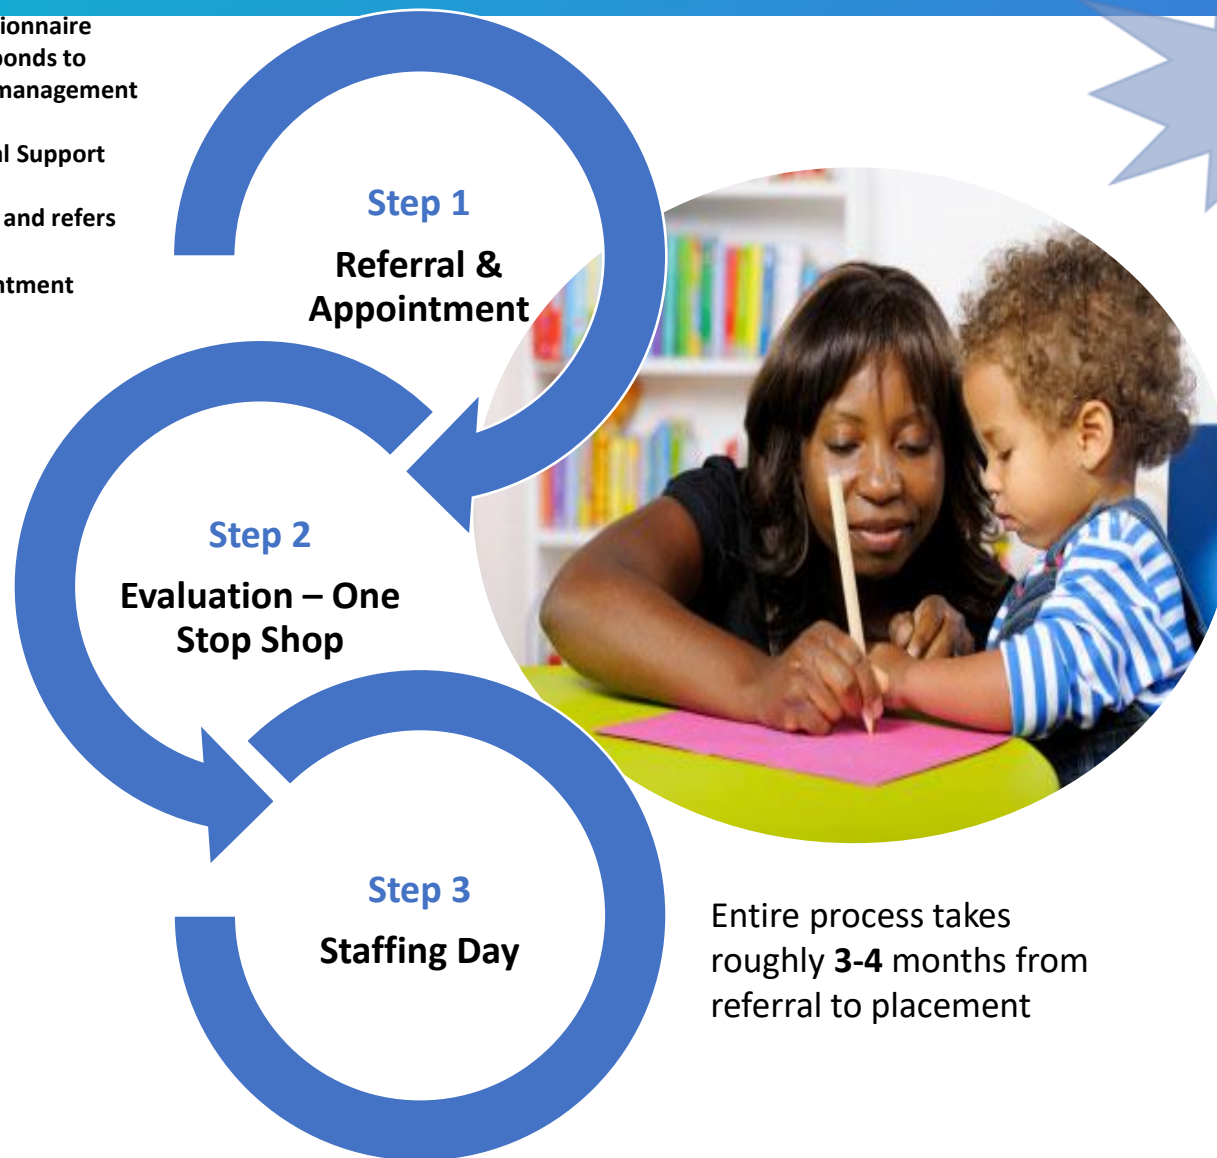 ionnaire
onds to
management
l Support
and refers
ntment
Step 1
Referral &
Appointment
Step 2
Evaluation – One
Stop Shop
Step 3
Staffing Day
Entire process takes
roughly 3-4 months from
referral to placement